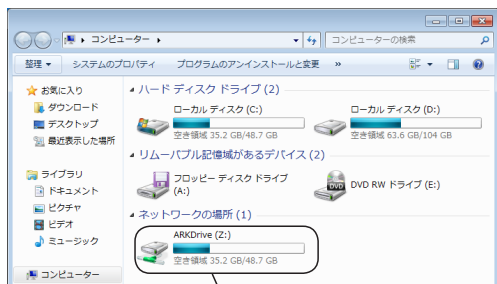 コンピューター
コンピューターの検索
整理 システムのプロパティ プログラムのアンインストールと変更 »
お気に入り
ダウンロード
デスクトップ
最近表示した場所
ライブラリ
ドキュメント
ピクチャ
ビデオ
ミュージック
コンピューター
ハード ディスク ドライブ (2)
ローカル ディスク (C:)
空き領域 35.2 GB/48.7 GB
ローカル ディスク (D:)
空き領域 63.6 GB/104 GB
リムーバブル記憶域があるデバイス (2)
フロッピー ディスク ドライブ
(A:)
DVD
DVD RW ドライブ (E:)
ネットワークの場所 (1)
ARKDrive (Z:)
空き領域 35.2 GB/48.7 GB